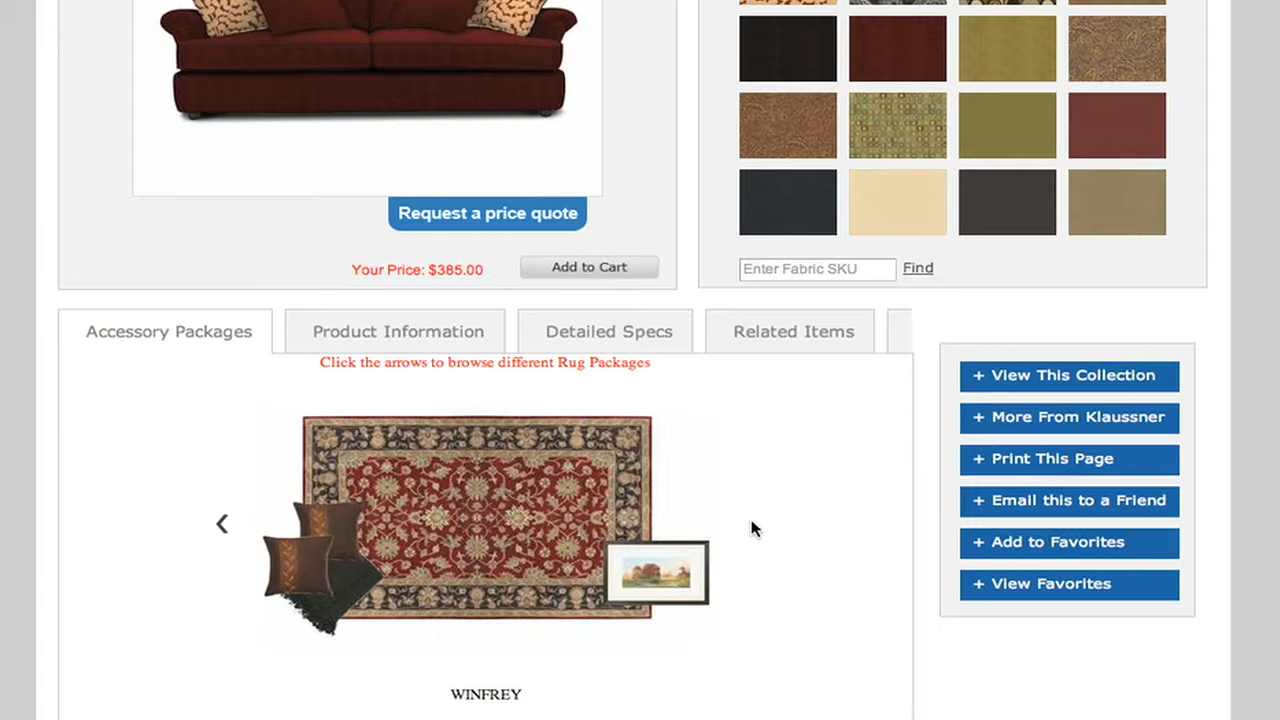 Request a price quote
Your Price: $385.00
Add to Cart
Enter Fabric SKU
Find
Accessory Packages
Product Information
Detailed Specs
Related Items
Click the arrows to browse different Rug Packages
+ View This Collection
+ More From Klaussner
+ Print This Page
+ Email this to a Friend
+ Add to Favorites
+ View Favorites
WINFREY